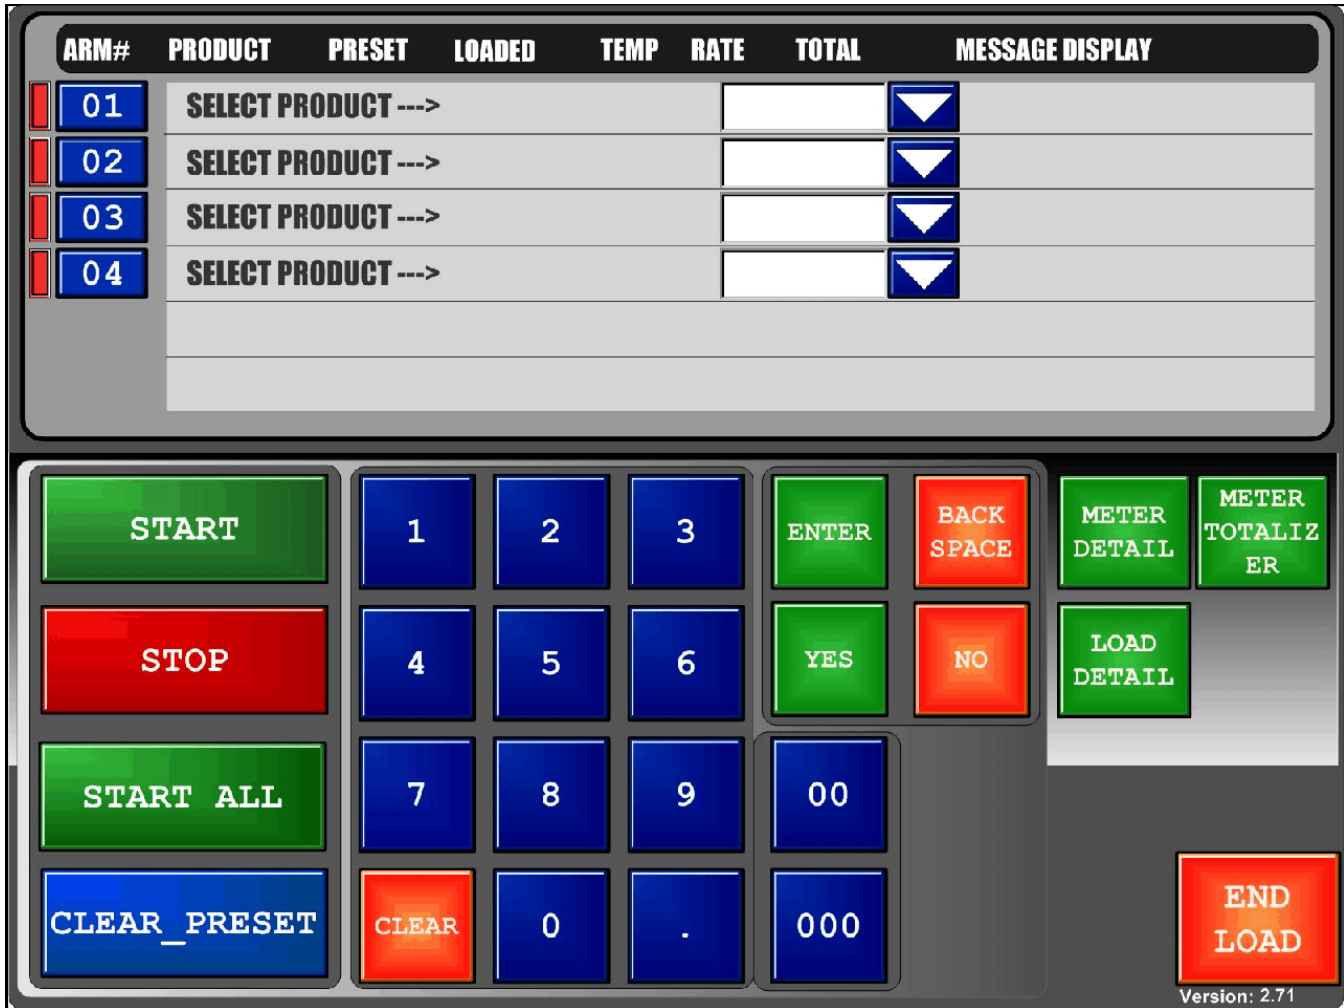 ARM# PRODUCT PRESET LOADED TEMP RATE TOTAL MESSAGE DISPLAY
01 SELECT PRODUCT --->
02 SELECT PRODUCT --->
03 SELECT PRODUCT --->
04 SELECT PRODUCT --->
START
STOP
START ALL
CLEAR_PRESET
1 2 3
4 5 6
7 8 9
CLEAR 0 .
ENTER
BACK
SPACE
YES
NO
00
000
METER
DETAIL
METER
TOTALIZ
ER
LOAD
DETAIL
END
LOAD
Version: 2.71